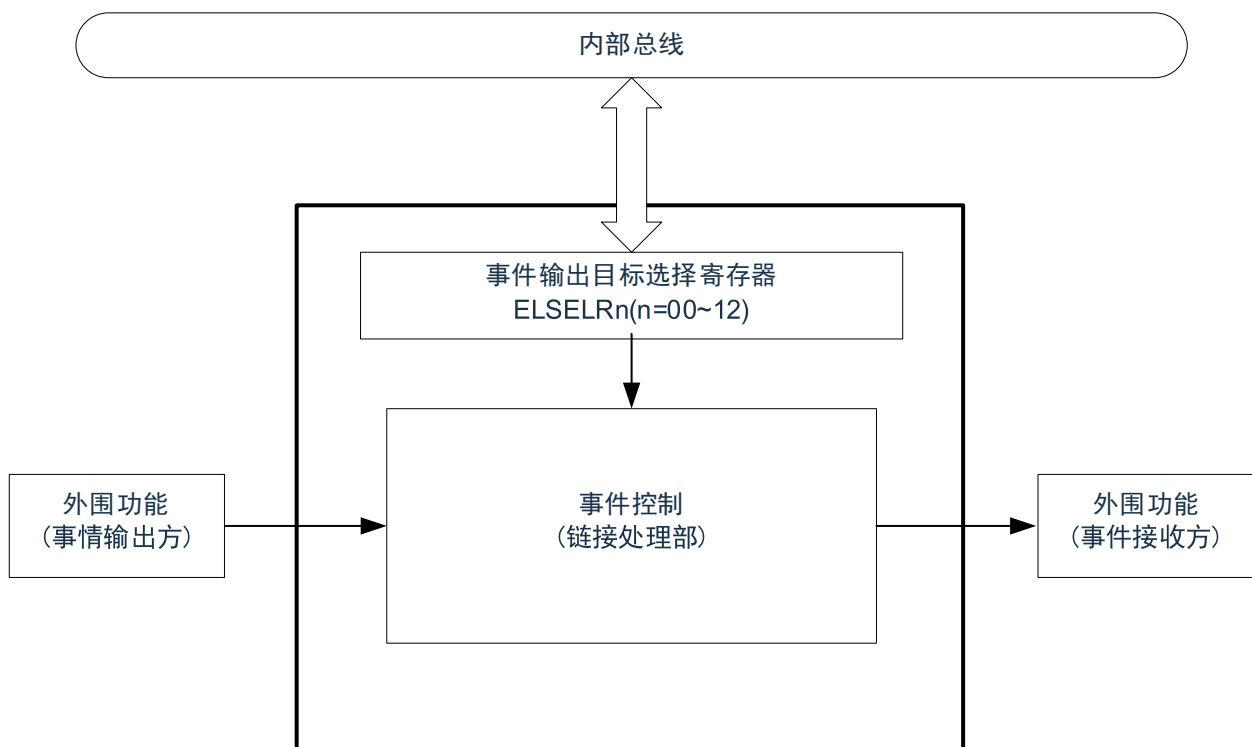 内部总线
事件输出目标选择寄存器
ELSELRn(n=00~12)
外围功能
(事情输出方)
事件控制
(链接处理部)
外围功能
(事件接收方)